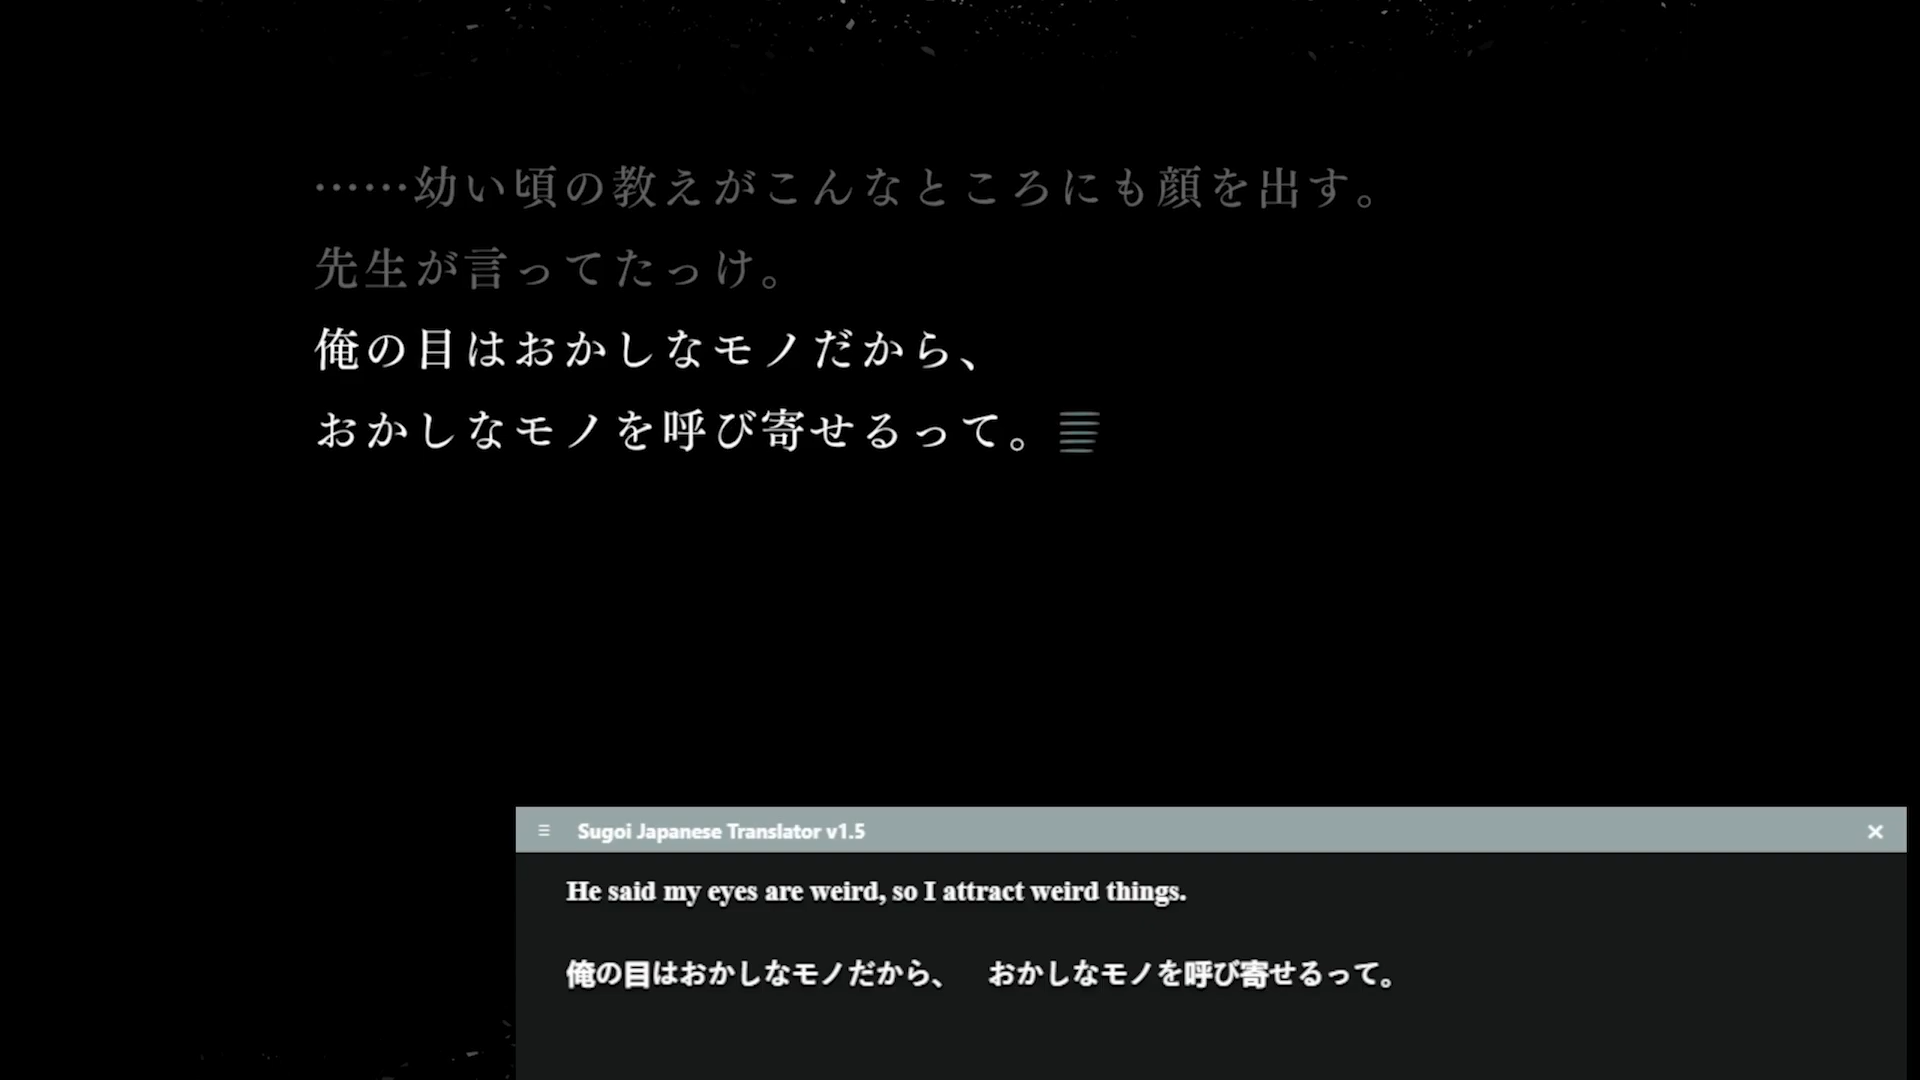 ……幼い頃の教えがこんなところにも顔を出す。
先生が言ってたっけ。
俺の目はおかしなモノだから、
おかしなモノを呼び寄せるって。
Sugoi Japanese Translator v1.5
He said my eyes are weird, so I attract weird things.
俺の目はおかしなモノだから、　おかしなモノを呼び寄せるって。